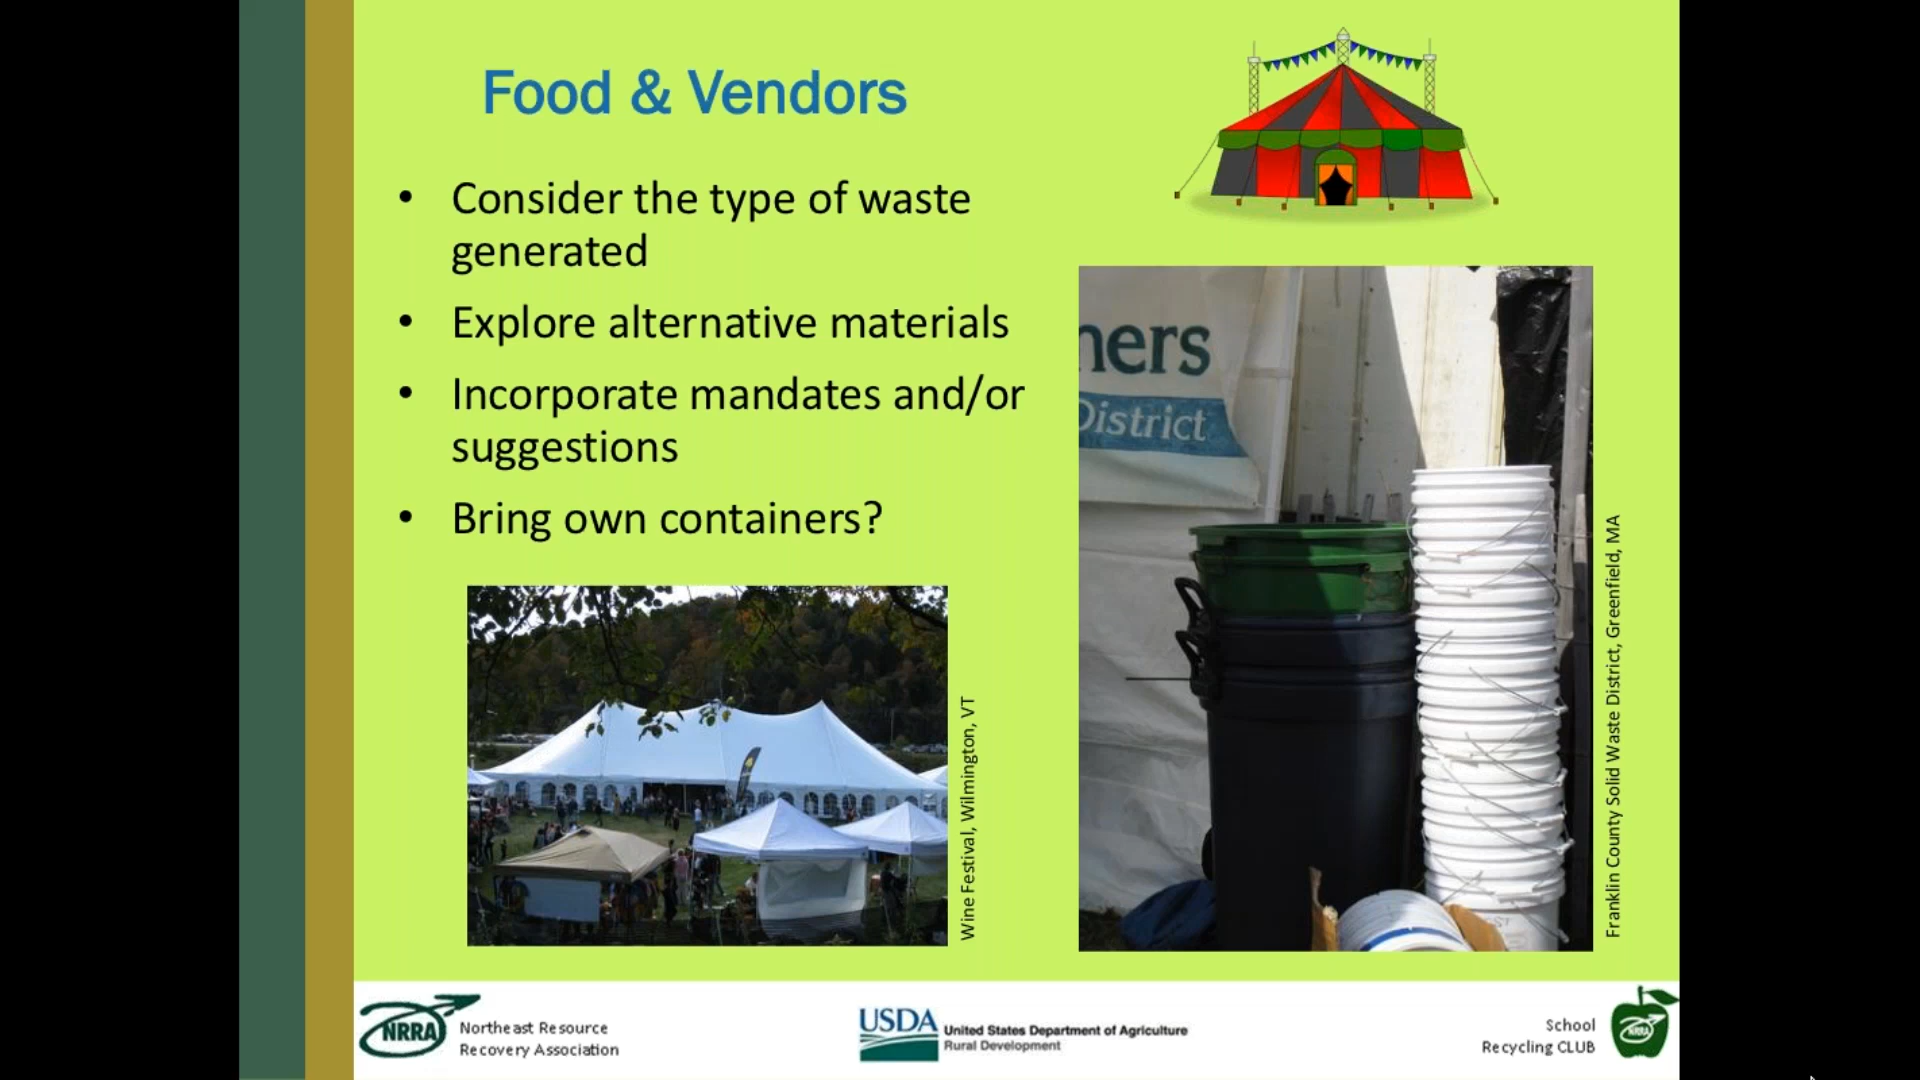 Food & Vendors
• Consider the type of waste
generated
• Explore alternative materials
• Incorporate mandates and/or
suggestions
• Bring own containers?
ners
District
Wine Festival, Wilmington, VT
Franklin County Solid Waste District, Greenfield, MA
NRRA
Northeast Resource
Recovery Association
USDA
United States Department of Agriculture
Rural Development
School
Recycling CLUB
NRRA